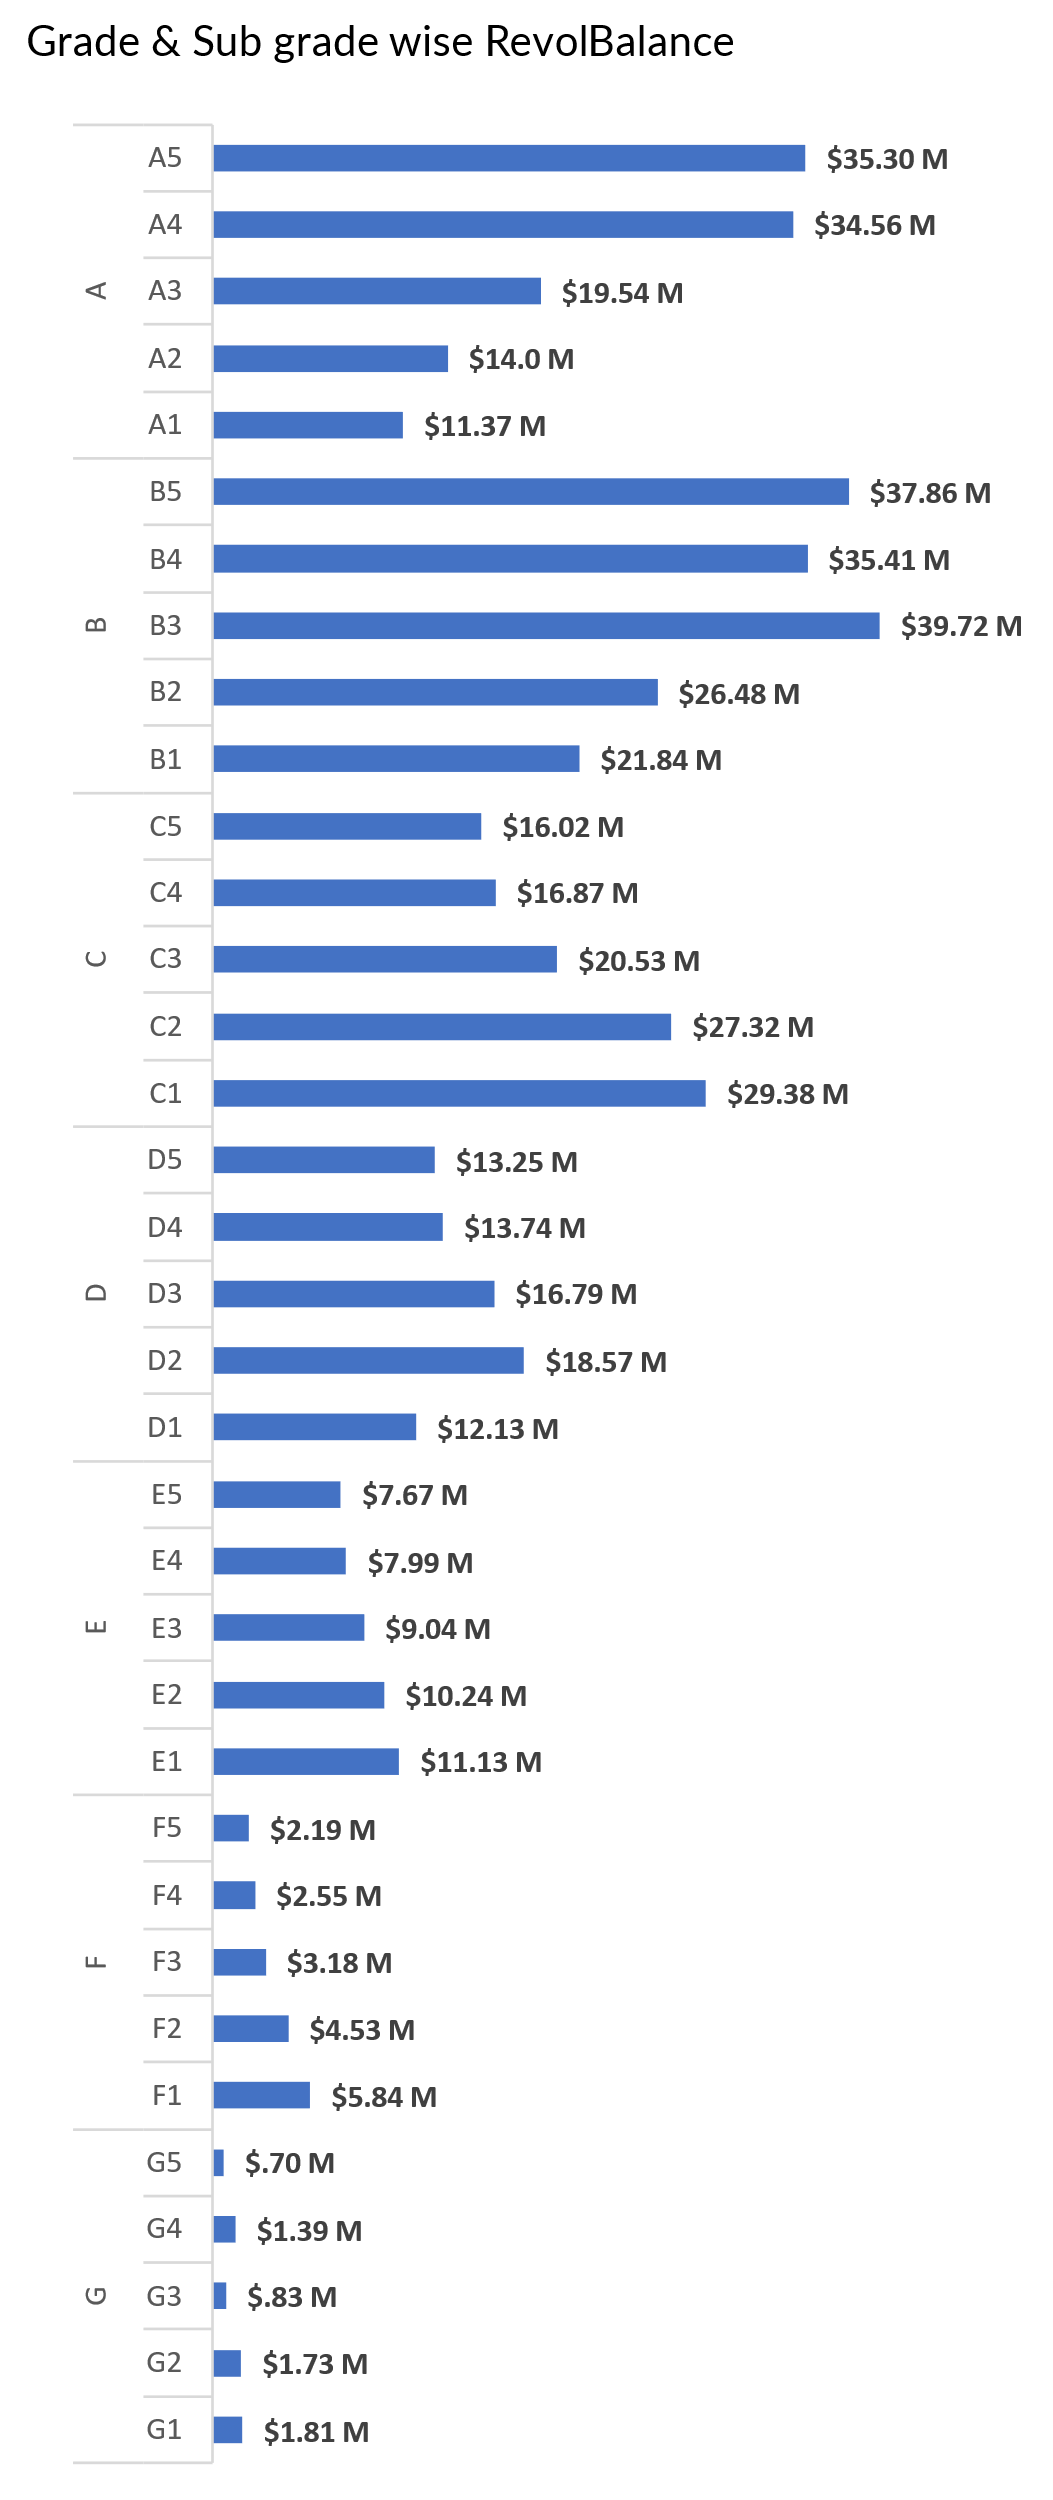 Grade & Sub grade wise RevolBalance
A
A5 $35.30 M
A4 $34.56 M
A3 $19.54 M
A2 $14.0 M
A1 $11.37 M
B
B5 $37.86 M
B4 $35.41 M
B3 $39.72 M
B2 $26.48 M
B1 $21.84 M
C
C5 $16.02 M
C4 $16.87 M
C3 $20.53 M
C2 $27.32 M
C1 $29.38 M
D
D5 $13.25 M
D4 $13.74 M
D3 $16.79 M
D2 $18.57 M
D1 $12.13 M
E
E5 $7.67 M
E4 $7.99 M
E3 $9.04 M
E2 $10.24 M
E1 $11.13 M
F
F5 $2.19 M
F4 $2.55 M
F3 $3.18 M
F2 $4.53 M
F1 $5.84 M
G
G5 $.70 M
G4 $1.39 M
G3 $.83 M
G2 $1.73 M
G1 $1.81 M